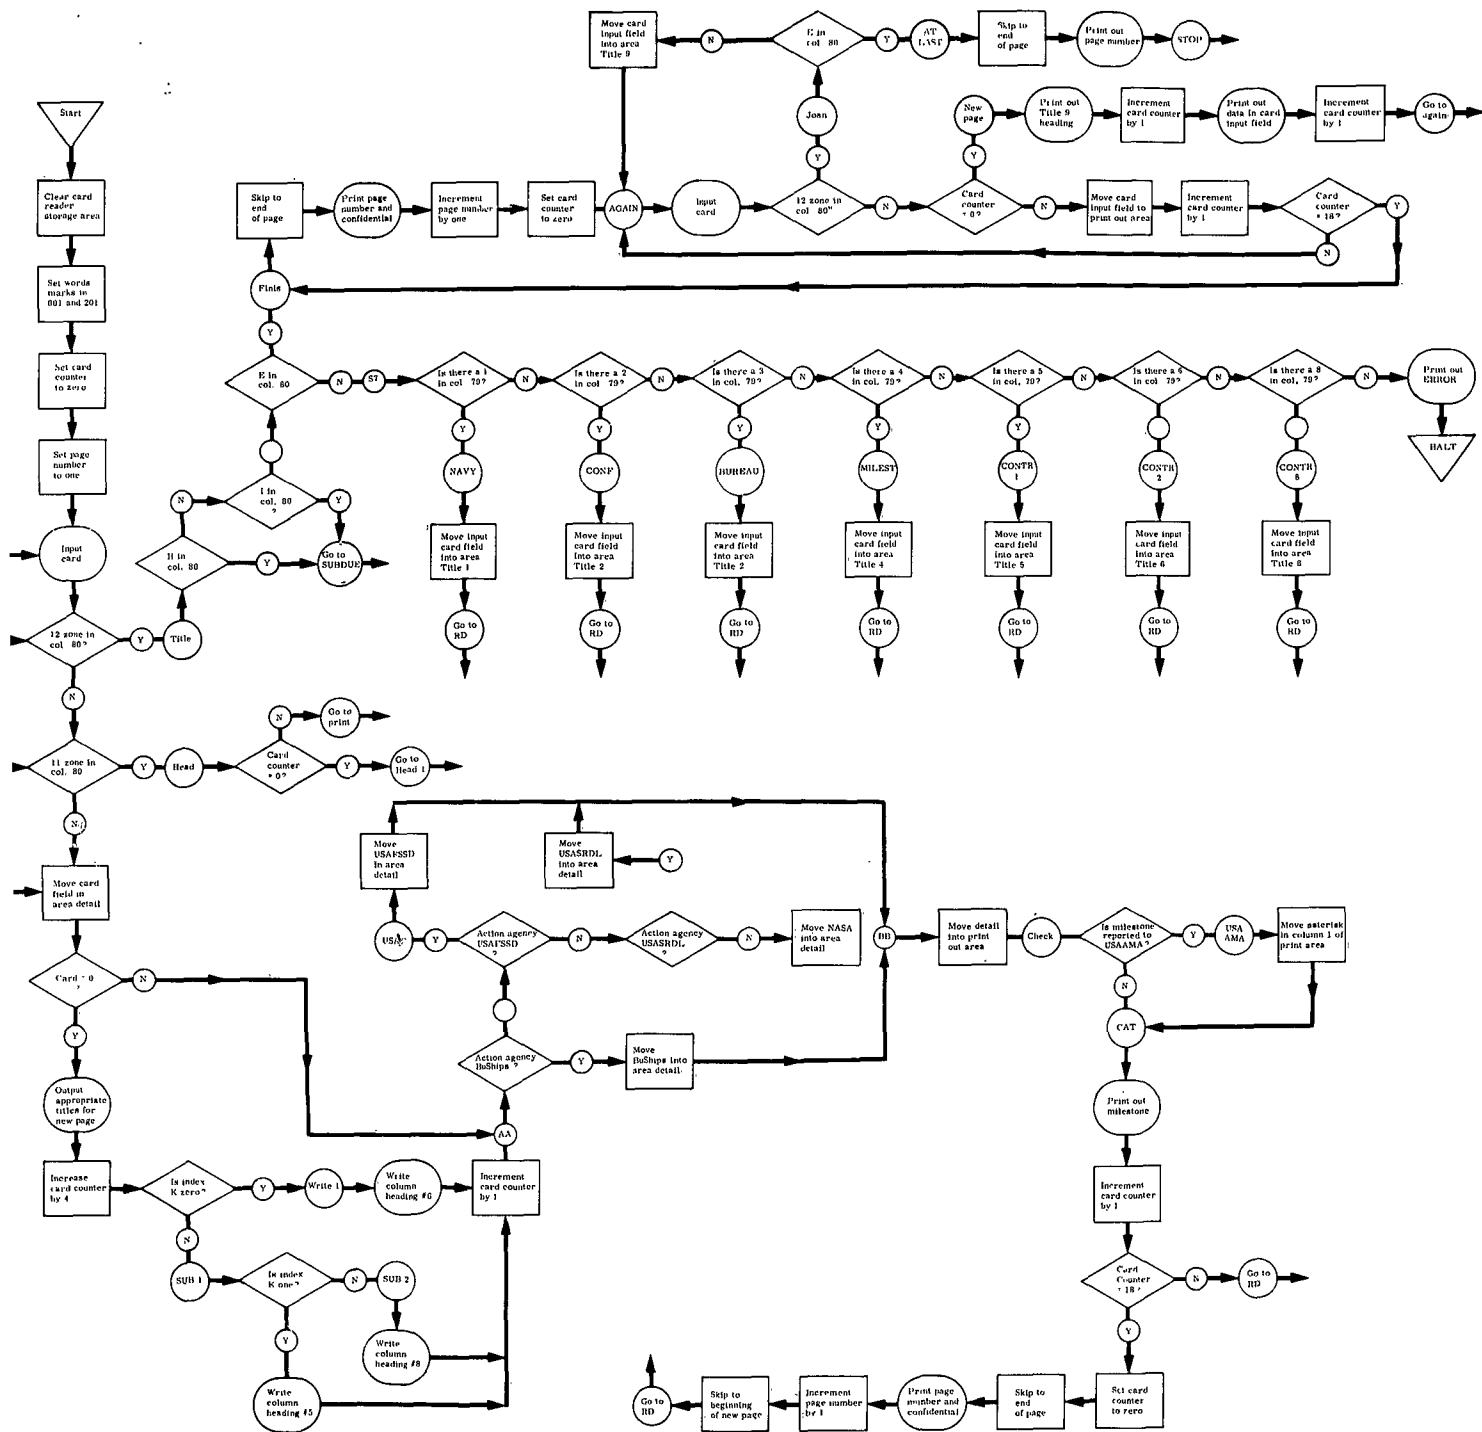 Start
Clear card
reader
storage area
Set words
marks in
001 and 201
Set card
counter
to zero
Set page
number
to one
Input
card
12 zone in
col. 80?
Y
Title
N
11 zone in
col. 80
Y
Head
Card
counter
= 0?
N
Go to
print
Y
Go to
Head 1
N
Move card
field in
area detail
Card = 0
?
N
Y
Output
appropriate
titles for
new page
Increase
card counter
by 4
Is index
K zero?
Y
Write 1
Write
column
heading #6
Increment
card counter
by 1
N
SUB 1
Is index
K one?
N
SUB 2
Write
column
heading #8
Y
Write
column
heading #5
H in
col. 80
Y
Go to
SUBDUE
N
I in
col. 80
?
Y
E in
col. 80
Y
Finis
N
S7
Skip to
end
of page
Print page
number and
confidential
Increment
page number
by one
Set card
counter
to zero
AGAIN
Input
card
12 zone in
col. 80"
Y
Joan
E in
col. 80
N
Move card
input field
into area
Title 9
Y
AT
LAST
Skip to
end
of page
Print out
page number
STOP
N
Card
counter
= 0?
Y
New
page
Print out
Title 9
heading
Increment
card counter
by 1
Print out
data in card
input field
Increment
card counter
by 1
Go to
again
N
Move card
input field to
print out area
Increment
card counter
by 1
Card
counter
= 18?
Y
N
Is there a 1
in col. 79?
N
Is there a 2
in col. 79?
N
Is there a 3
in col. 79?
N
Is there a 4
in col. 79?
N
Is there a 5
in col. 79?
N
Is there a 6
in col. 79?
N
Is there a 8
in col. 79?
N
Print out
ERROR
HALT
Y
Y
Y
Y
Y
NAVY
CONF
BUREAU
MILEST
CONTR
1
CONTR
2
CONTR
8
Move input
card field
into area
Title 1
Move input
card field
into area
Title 2
Move input
card field
into area
Title 2
Move input
card field
into area
Title 4
Move input
card field
into area
Title 5
Move input
card field
into area
Title 6
Move input
card field
into area
Title 8
Go to
RD
Go to
RD
Go to
RD
Go to
RD
Go to
RD
Go to
RD
Go to
RD
AA
Action agency
BuShips ?
Y
Move
BuShips into
area detail
Action agency
USAFSSD
?
Y
Move
USAFSSD
in area
detail
N
Action agency
USASRDL
?
Y
Move
USASRDL
into area
detail
N
Move NASA
into area
detail
BB
Move detail
into print
out area
Check
Is milestone
reported to
USAAMA?
Y
USA
AMA
Move asterisk
in column 1 of
print area
N
CAT
Print out
milestone
Increment
card counter
by 1
Card
Counter
= 18?
N
Go to
RD
Y
Set card
counter
to zero
Skip to
end
of page
Print page
number and
confidential
Increment
page number
by 1
Skip to
beginning
of new page
Go to
RD